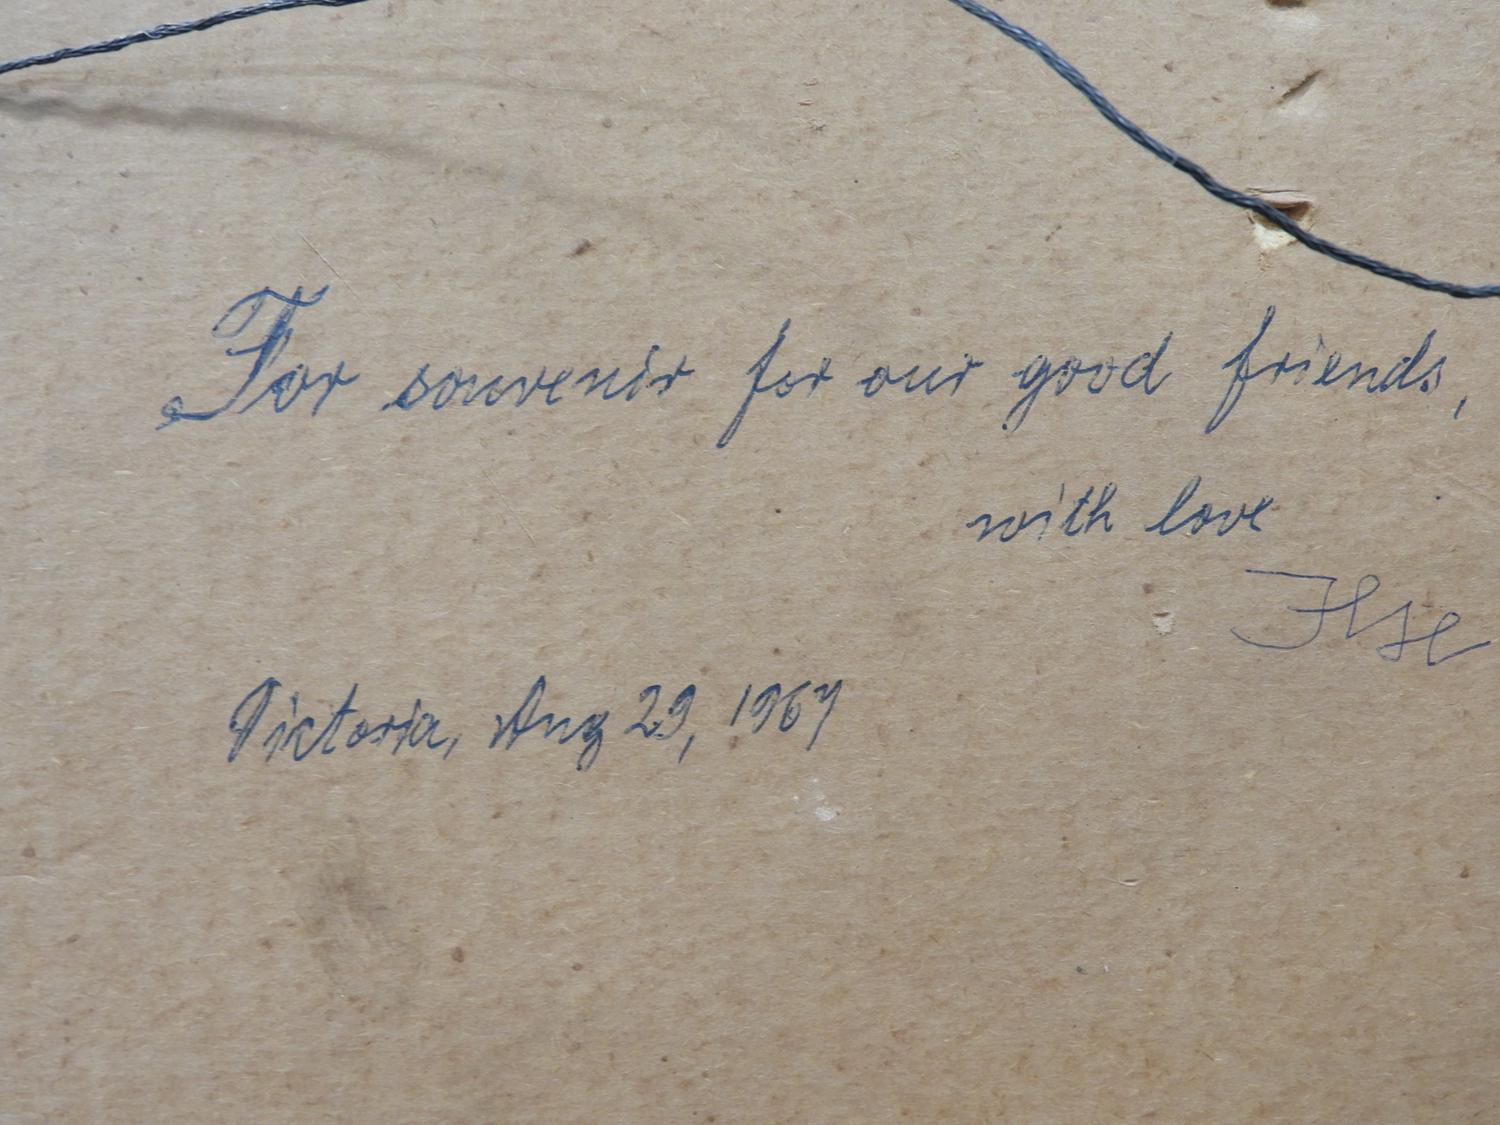 For souvenir for our good friends,
with love
Ilse
Victoria, Aug 29, 1967